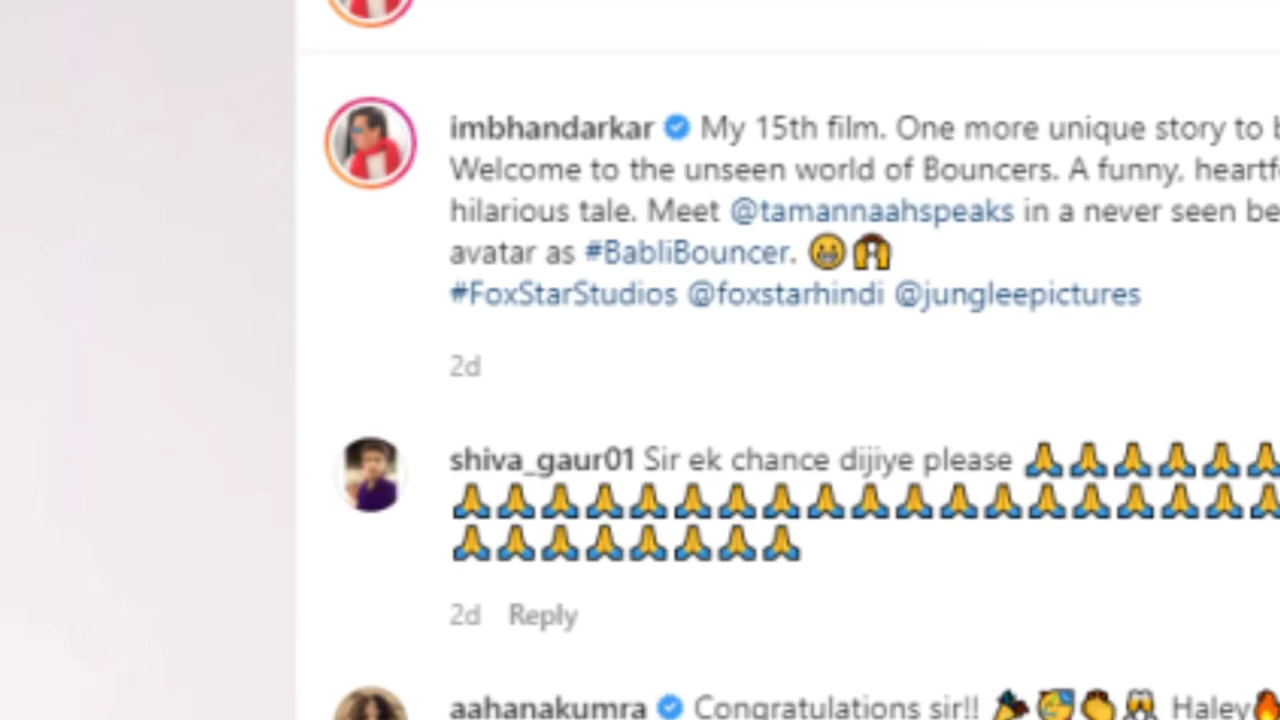 imbhandarkar My 15th film. One more unique story to
Welcome to the unseen world of Bouncers. A funny, heartf
hilarious tale. Meet @tamannaahspeaks in a never seen be
avatar as #BabliBouncer. 😀🙌
#FoxStarStudios @foxstarhindi @jungleepictures
2d
shiva_gaur01 Sir ek chance dijiye please 🙏🙏🙏🙏🙏🙏
🙏🙏🙏🙏🙏🙏🙏🙏🙏🙏🙏🙏🙏🙏🙏🙏🙏🙏🙏
🙏🙏🙏🙏🙏🙏🙏🙏
2d Reply
aahanakumra Congratulations sir!! 🎉🥳👏🥂 Haley🔥